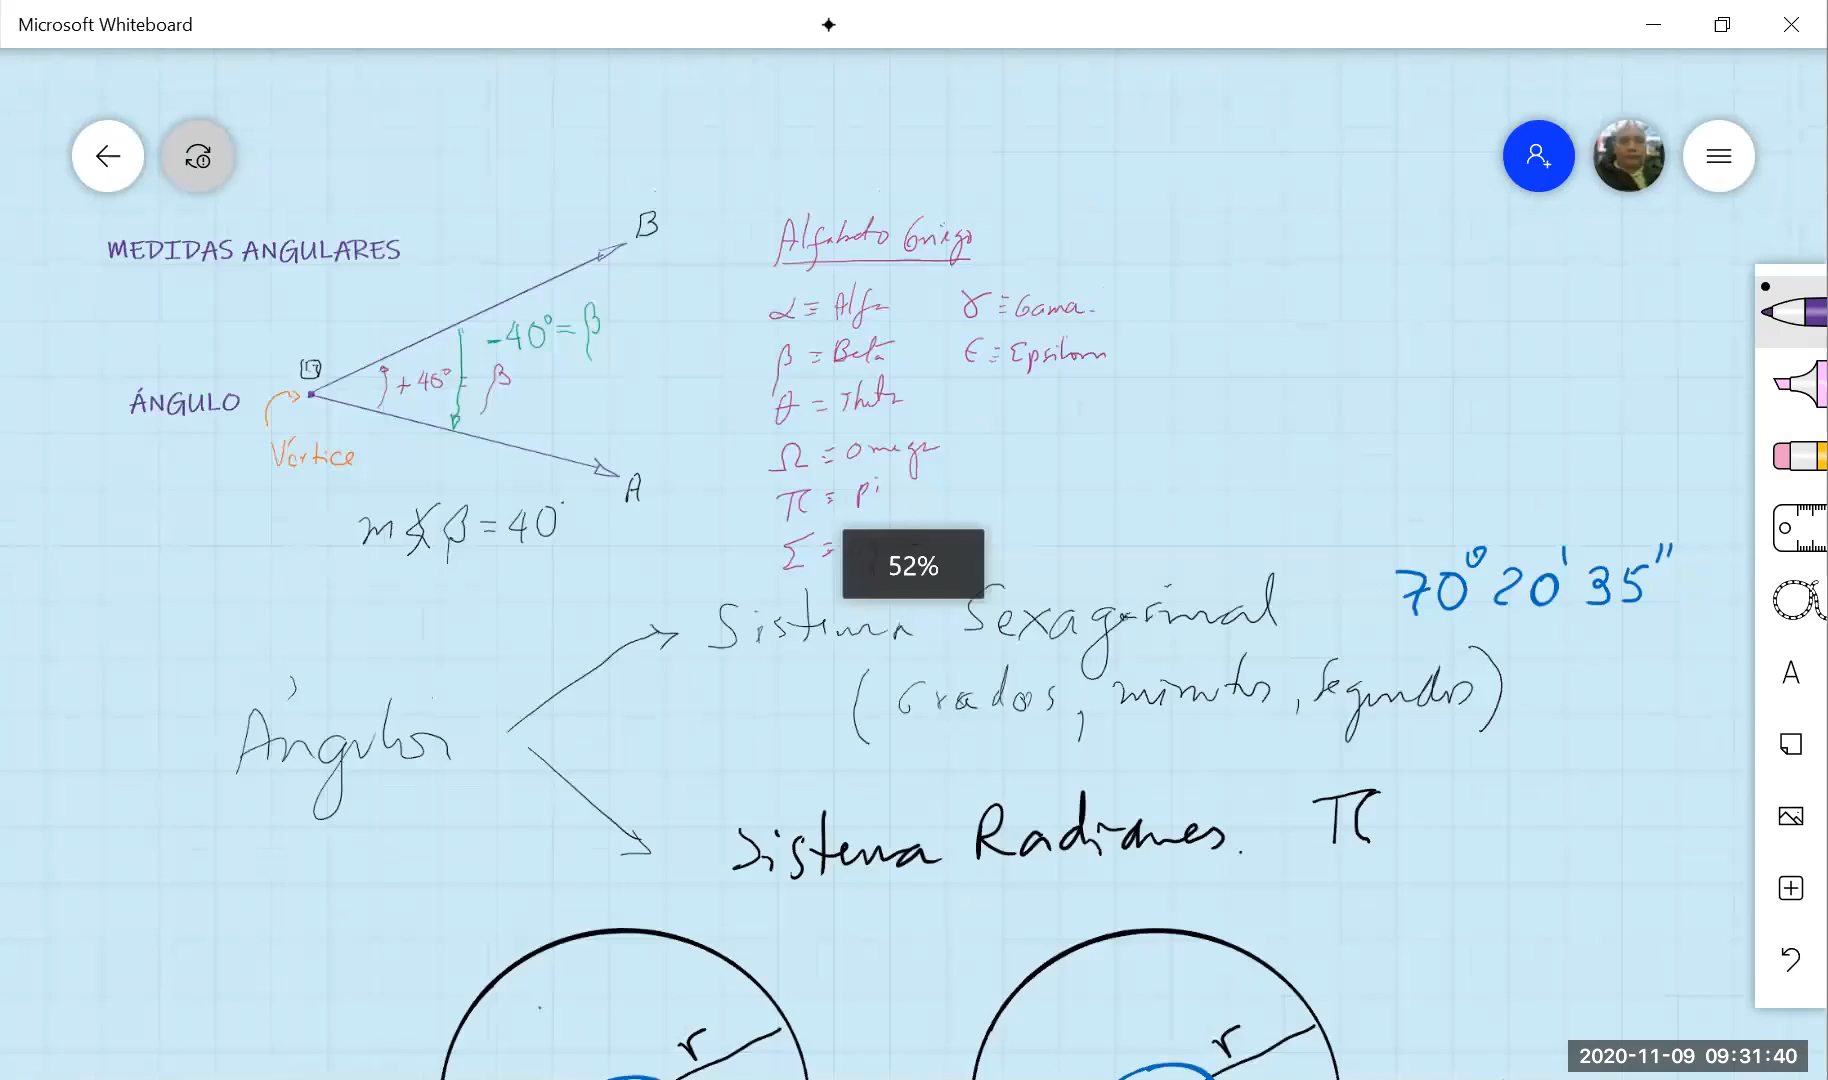 Microsoft Whiteboard
MEDIDAS ANGULARES
B
Alfabeto Griego
α ≡ Alfa
γ ≡ Gama.
-40° = β
β ≡ Beta
ϵ ≡ Epsilom
+40° = β
ÁNGULO
θ = Theta
Vértice
Ω ≡ Omega
A
π = pi
m∢β = 40°
Σ =
52%
70° 20' 35"
Sistema Sexagesimal
(Grados, minutos, segundos)
Ángulos
Sistema Radianes. π
r
r
A
2020-11-09 09:31:40